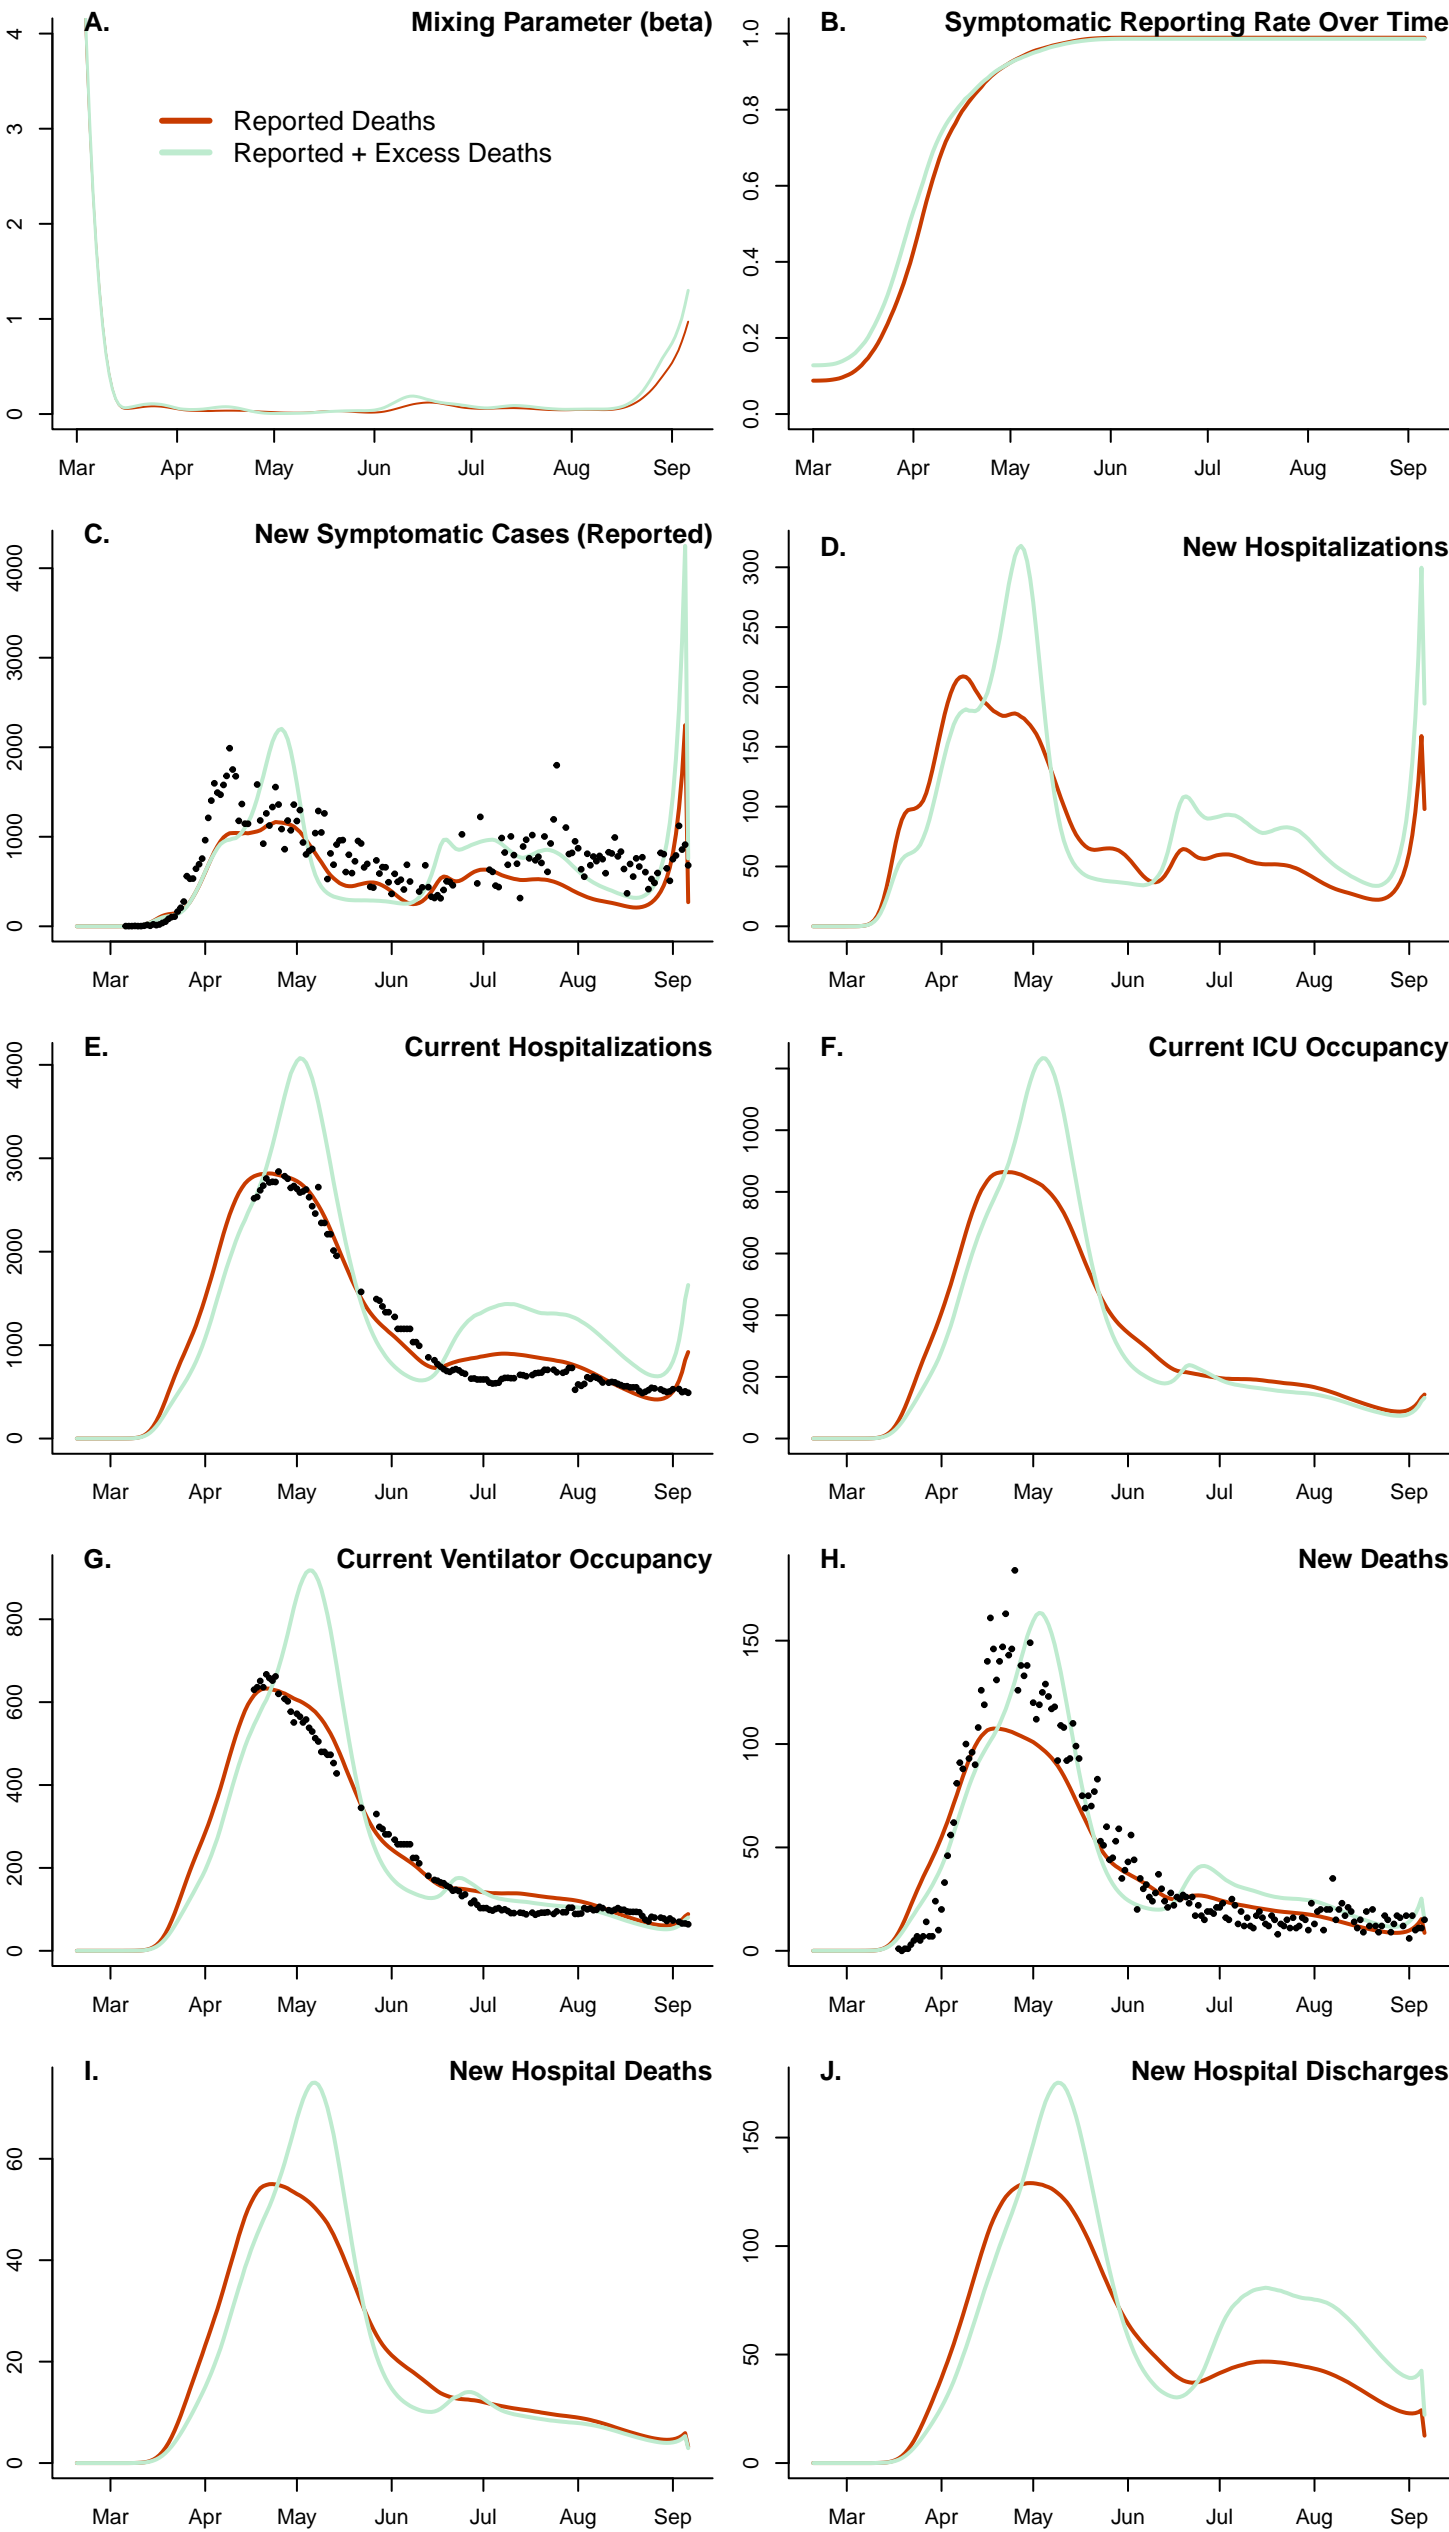 A. Mixing Parameter (beta)
4
3
2
1
0
Reported Deaths
Reported + Excess Deaths
Mar Apr May Jun Jul Aug Sep
B. Symptomatic Reporting Rate Over Time
1.0
0.8
0.6
0.4
0.2
0.0
Mar Apr May Jun Jul Aug Sep
C. New Symptomatic Cases (Reported)
4000
3000
2000
1000
0
Mar Apr May Jun Jul Aug Sep
D. New Hospitalizations
300
250
200
150
100
50
0
Mar Apr May Jun Jul Aug Sep
E. Current Hospitalizations
4000
3000
2000
1000
0
Mar Apr May Jun Jul Aug Sep
F. Current ICU Occupancy
1000
800
600
400
200
0
Mar Apr May Jun Jul Aug Sep
G. Current Ventilator Occupancy
800
600
400
200
0
Mar Apr May Jun Jul Aug Sep
H. New Deaths
150
100
50
0
Mar Apr May Jun Jul Aug Sep
I. New Hospital Deaths
60
40
20
0
Mar Apr May Jun Jul Aug Sep
J. New Hospital Discharges
150
100
50
0
Mar Apr May Jun Jul Aug Sep